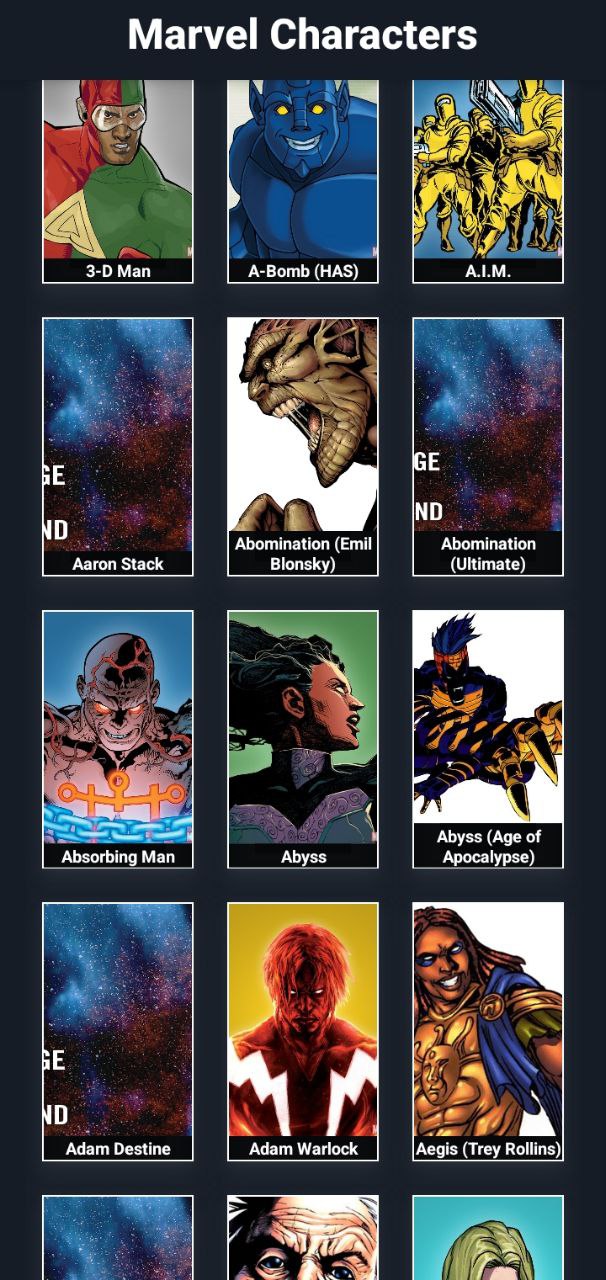 Marvel Characters
3-D Man
A-Bomb (HAS)
A.I.M.
GE
ND
Aaron Stack
Abomination (Emil
Blonsky)
GE
ND
Abomination
(Ultimate)
Absorbing Man
Abyss
Abyss (Age of
Apocalypse)
GE
ND
Adam Destine
Adam Warlock
Aegis (Trey Rollins)